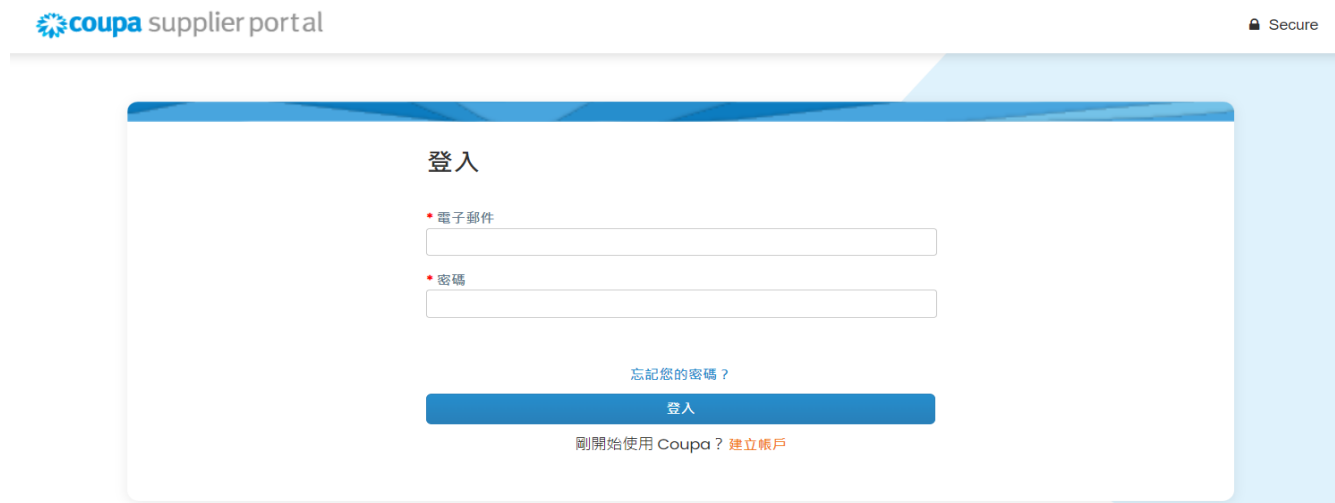 coupa supplier portal
Secure
登入
* 電子郵件
* 密碼
忘記您的密碼？
登入
剛開始使用 Coupa？建立帳戶